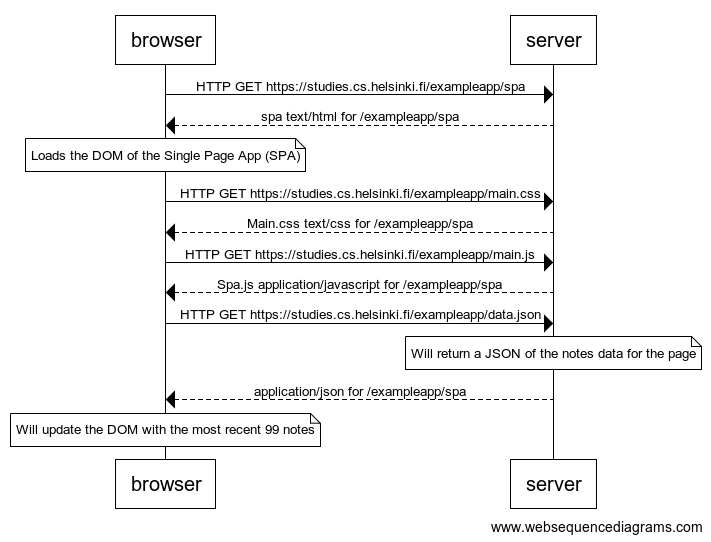 browser
server
HTTP GET https://studies.cs.helsinki.fi/exampleapp/spa
spa text/html for /exampleapp/spa
Loads the DOM of the Single Page App (SPA)
HTTP GET https://studies.cs.helsinki.fi/exampleapp/main.css
Main.css text/css for /exampleapp/spa
HTTP GET https://studies.cs.helsinki.fi/exampleapp/main.js
Spa.js application/javascript for /exampleapp/spa
HTTP GET https://studies.cs.helsinki.fi/exampleapp/data.json
Will return a JSON of the notes data for the page
application/json for /exampleapp/spa
Will update the DOM with the most recent 99 notes
browser
server
www.websequencediagrams.com